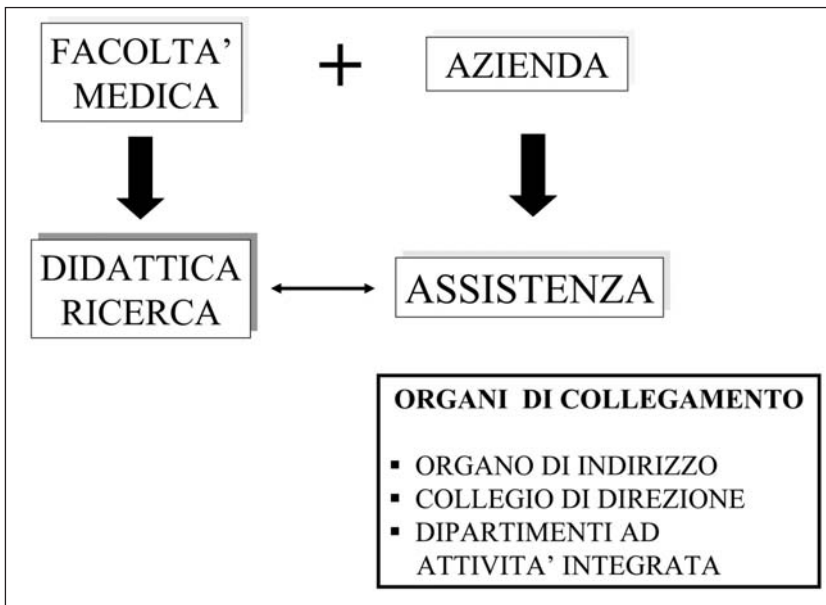 FACOLTA’
MEDICA
+
AZIENDA
DIDATTICA
RICERCA
ASSISTENZA
ORGANI DI COLLEGAMENTO
▪ ORGANO DI INDIRIZZO
▪ COLLEGIO DI DIREZIONE
▪ DIPARTIMENTI AD
ATTIVITA’ INTEGRATA